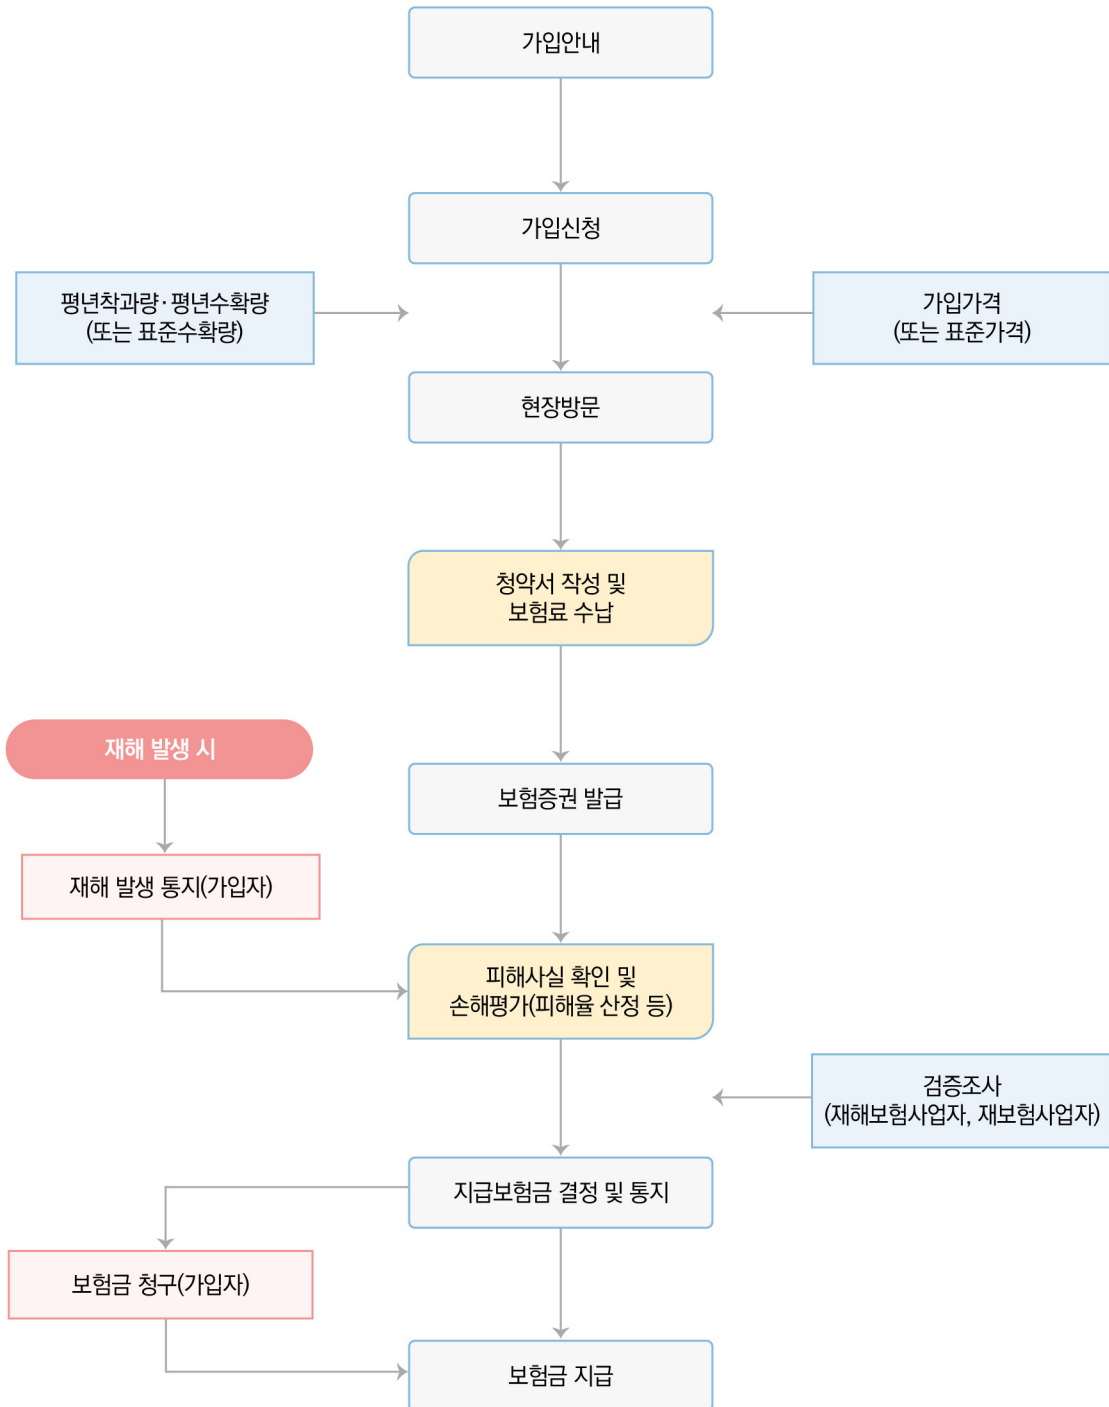 가입안내
가입신청
평년착과량·평년수확량
(또는 표준수확량)
가입가격
(또는 표준가격)
현장방문
청약서 작성 및
보험료 수납
재해 발생 시
보험증권 발급
재해 발생 통지(가입자)
피해사실 확인 및
손해평가(피해율 산정 등)
검증조사
(재해보험사업자, 재보험사업자)
지급보험금 결정 및 통지
보험금 청구(가입자)
보험금 지급